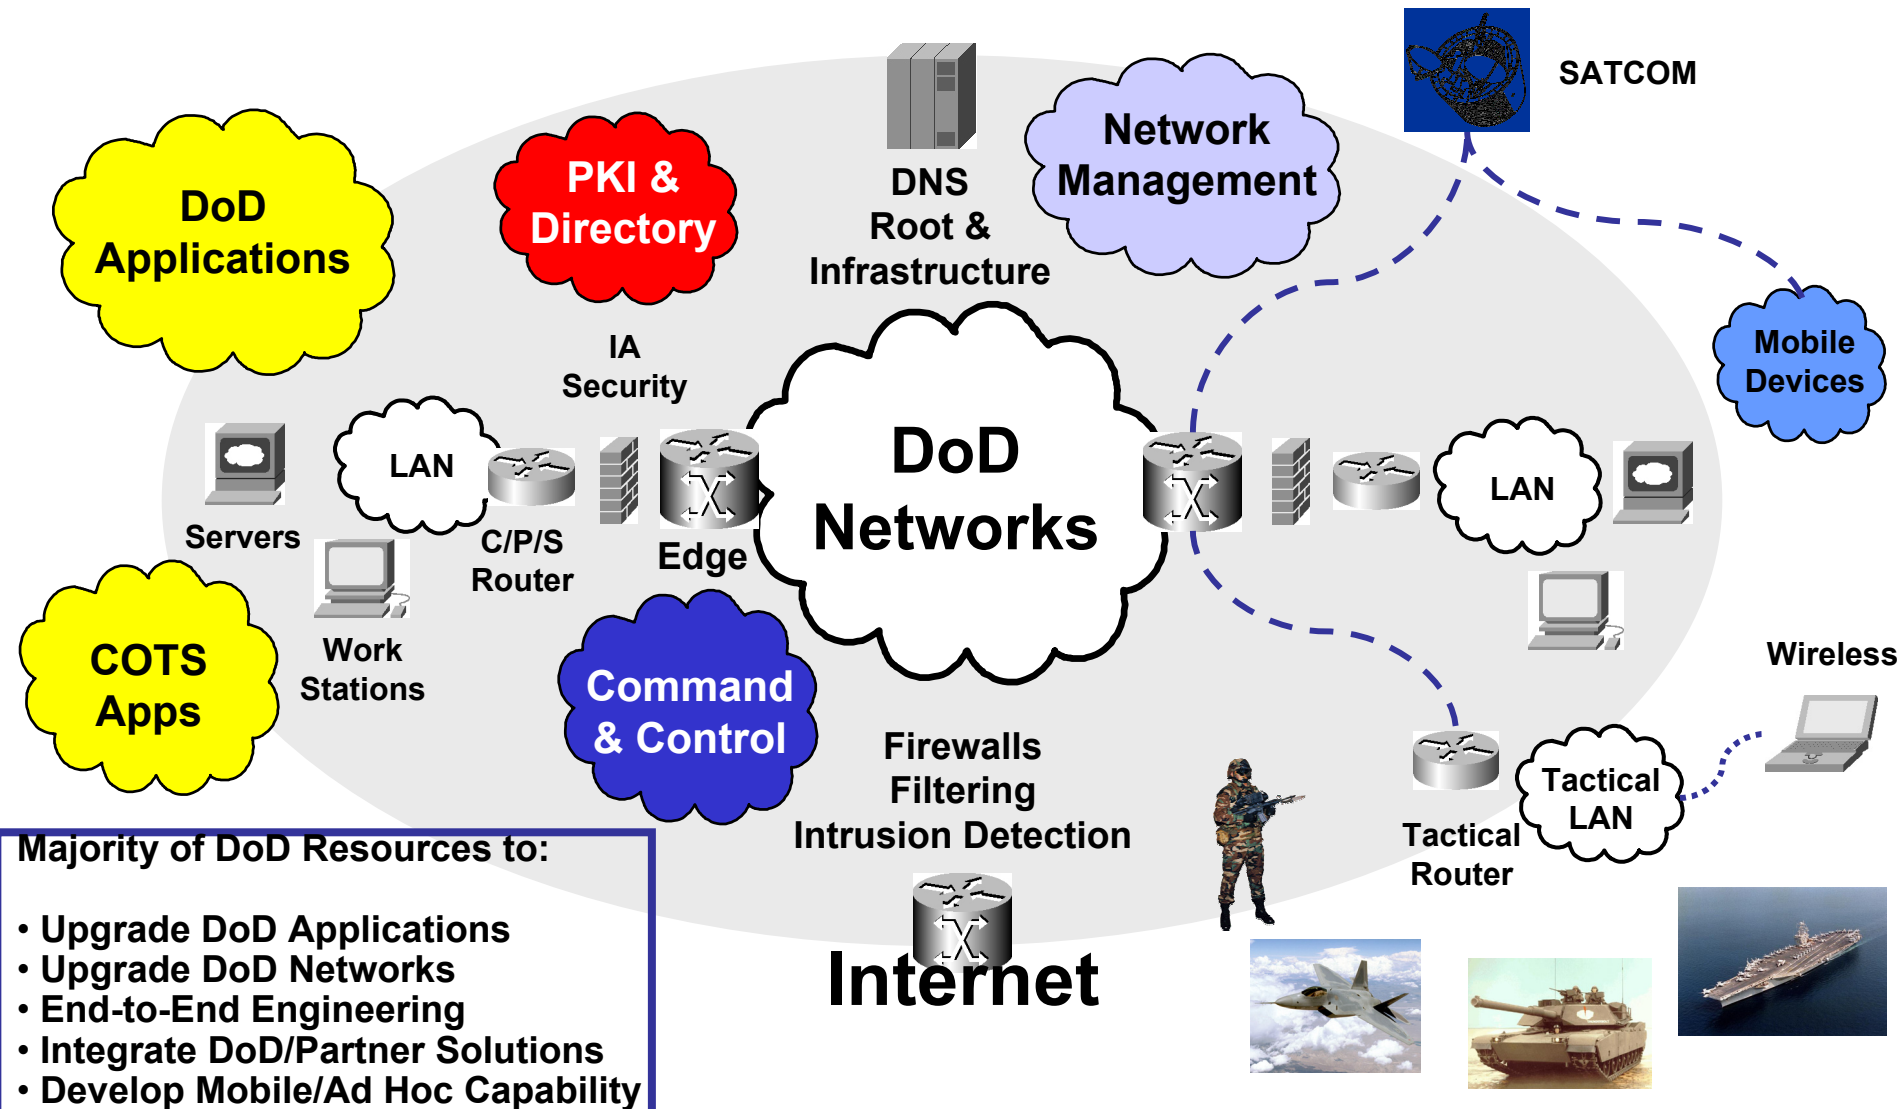 SATCOM
Network
Management
PKI &
Directory
DoD
Applications
DNS
Root &
Infrastructure
Mobile
Devices
IA
Security
DoD
Networks
LAN
LAN
Servers
C/P/S
Router
Edge
Work
Stations
COTS
Apps
Command
& Control
Wireless
Firewalls
Filtering
Intrusion Detection
Tactical
LAN
Tactical
Router
Internet
Majority of DoD Resources to:
• Upgrade DoD Applications
• Upgrade DoD Networks
• End-to-End Engineering
• Integrate DoD/Partner Solutions
• Develop Mobile/Ad Hoc Capability